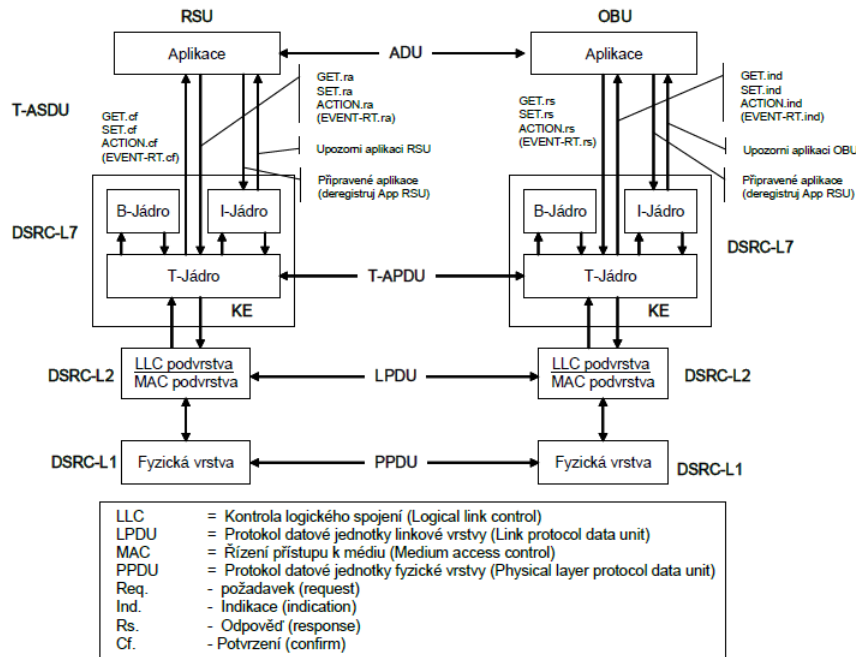 RSU
OBU
Aplikace
ADU
Aplikace
T-ASDU
GET.cf
SET.cf
ACTION.cf
(EVENT-RT.cf)
GET.ra
SET.ra
ACTION.ra
(EVENT-RT.ra)
Upozorni aplikaci RSU
Připravené aplikace
(deregistruj App RSU)
GET.rs
SET.rs
ACTION.rs
(EVENT-RT.rs)
GET.ind
SET.ind
ACTION.ind
(EVENT-RT.ind)
Upozorni aplikaci OBU
Připravené aplikace
(deregistruj App RSU)
DSRC-L7
B-Jádro
I-Jádro
T-Jádro
KE
T-APDU
B-Jádro
I-Jádro
T-Jádro
KE
DSRC-L7
DSRC-L2
LLC podvrstva
MAC podvrstva
LPDU
LLC podvrstva
MAC podvrstva
DSRC-L2
DSRC-L1
Fyzická vrstva
PPDU
Fyzická vrstva
DSRC-L1
LLC = Kontrola logického spojení (Logical link control)
LPDU = Protokol datové jednotky linkové vrstvy (Link protocol data unit)
MAC = Řízení přístupu k médiu (Medium access control)
PPDU = Protokol datové jednotky fyzické vrstvy (Physical layer protocol data unit)
Req. - požadavek (request)
Ind. - Indikace (indication)
Rs. - Odpověď (response)
Cf. - Potvrzení (confirm)